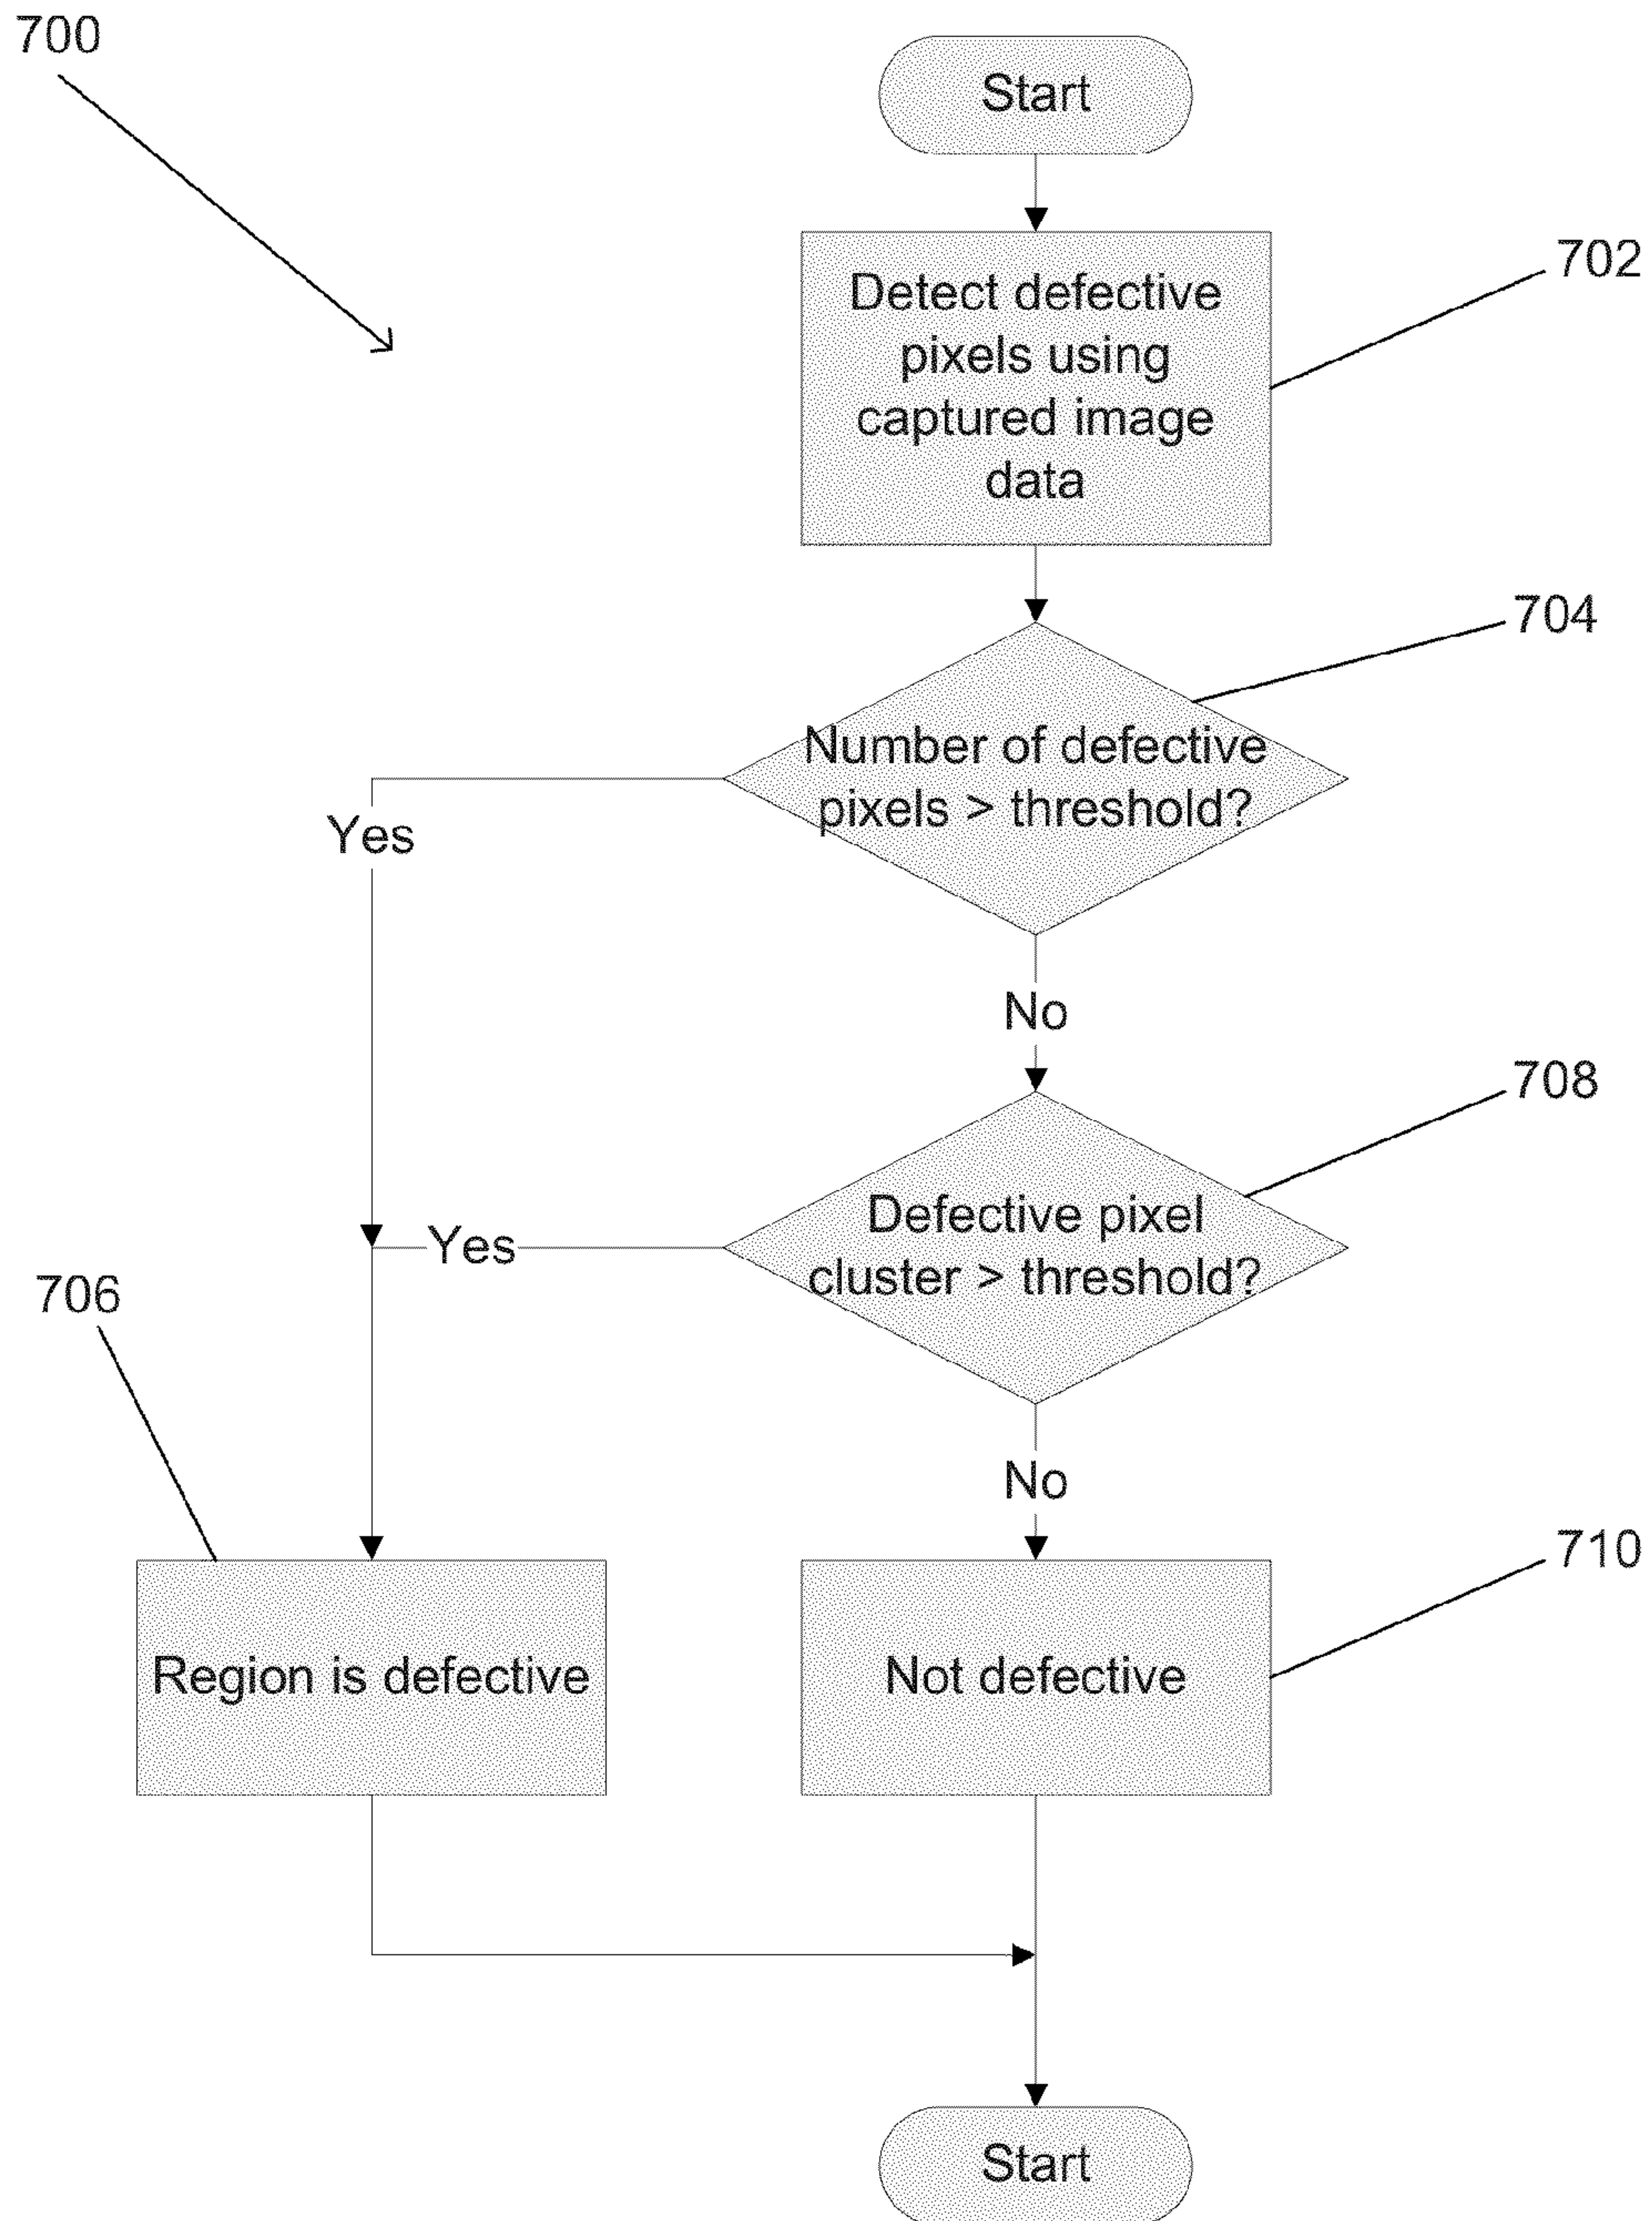 700
Start
Detect defective
pixels using
captured image
data
702
704
Number of defective
pixels > threshold?
Yes
No
708
Defective pixel
cluster > threshold?
Yes
706
No
710
Region is defective
Not defective
Start